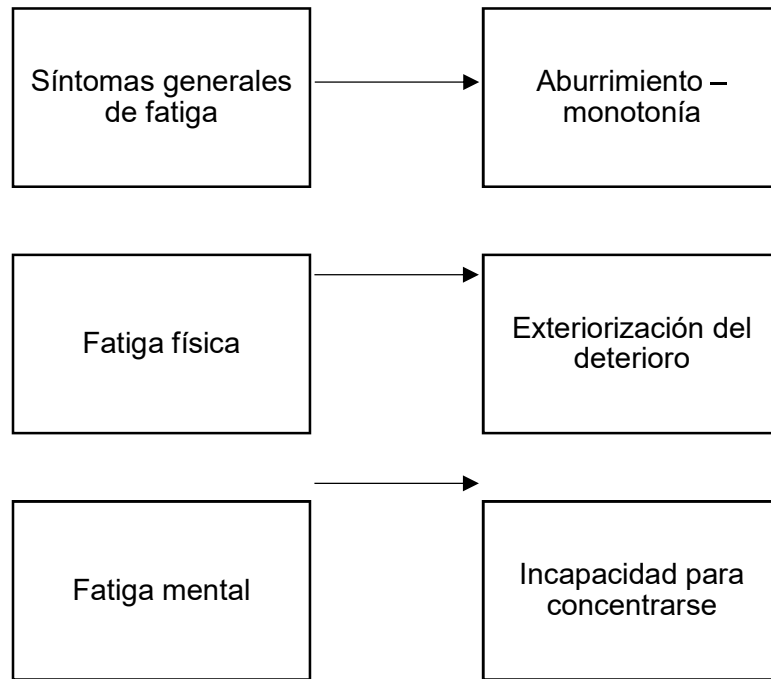 Síntomas generales
de fatiga
Aburrimiento –
monotonía
Fatiga física
Exteriorización del
deterioro
Fatiga mental
Incapacidad para
concentrarse